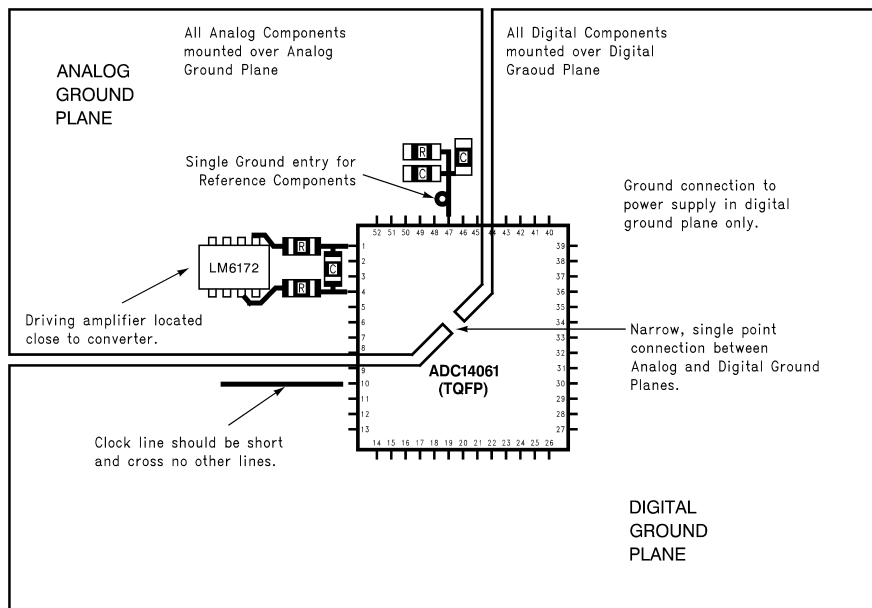 All Analog Components
mounted over Analog
Ground Plane
All Digital Components
mounted over Digital
Graoud Plane
ANALOG
GROUND
PLANE
R
C
C
Single Ground entry for
Reference Components
Ground connection to
power supply in digital
ground plane only.
52 51 50 49 48 47 46 45 44 43 42 41 40
LM6172
R
C
R
1
2
3
4
5
6
7
8
9
10
11
12
13
39
38
37
36
35
34
33
32
31
30
29
28
27
Driving amplifier located
close to converter.
Narrow, single point
connection between
Analog and Digital Ground
Planes.
ADC14061
(TQFP)
14 15 16 17 18 19 20 21 22 23 24 25 26
Clock line should be short
and cross no other lines.
DIGITAL
GROUND
PLANE